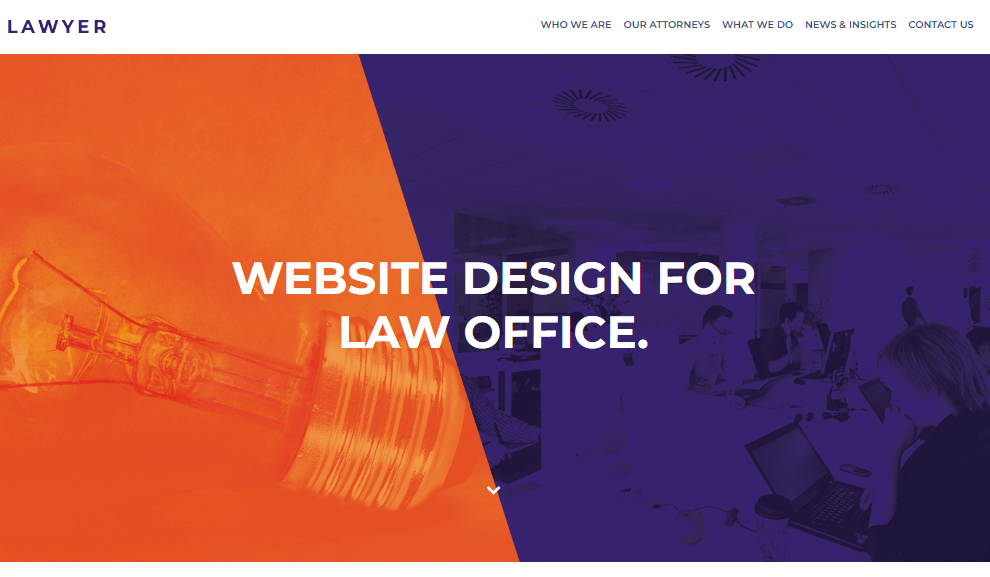 LAWYER
WHO WE ARE OUR ATTORNEYS WHAT WE DO NEWS & INSIGHTS CONTACT US
WEBSITE DESIGN FOR
LAW OFFICE.